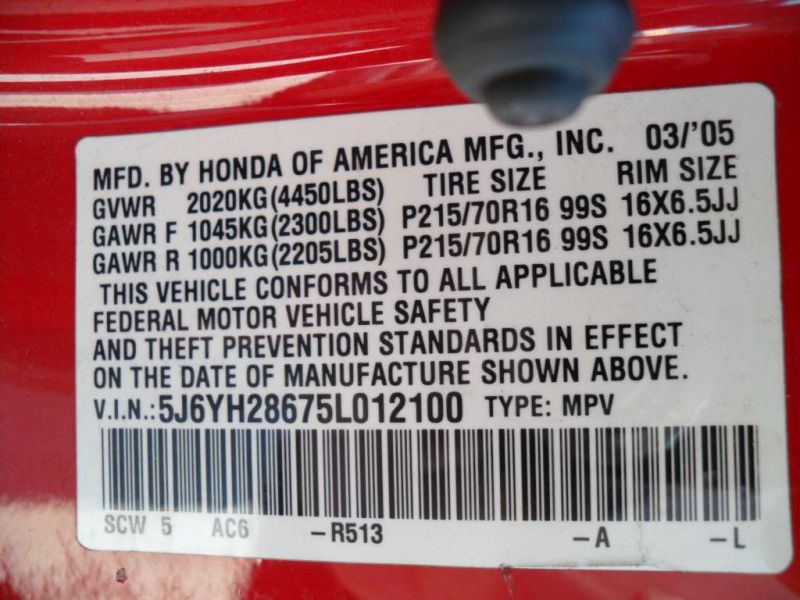 MFD. BY HONDA OF AMERICA MFG., INC. 03/'05
GVWR 2020KG(4450LBS) TIRE SIZE RIM SIZE
GAWR F 1045KG(2300LBS) P215/70R16 99S 16X6.5JJ
GAWR R 1000KG(2205LBS) P215/70R16 99S 16X6.5JJ
THIS VEHICLE CONFORMS TO ALL APPLICABLE
FEDERAL MOTOR VEHICLE SAFETY
AND THEFT PREVENTION STANDARDS IN EFFECT
ON THE DATE OF MANUFACTURE SHOWN ABOVE.
V.I.N.:5J6YH28675L012100 TYPE: MPV
SCW 5 AC6 -R513 -A -L